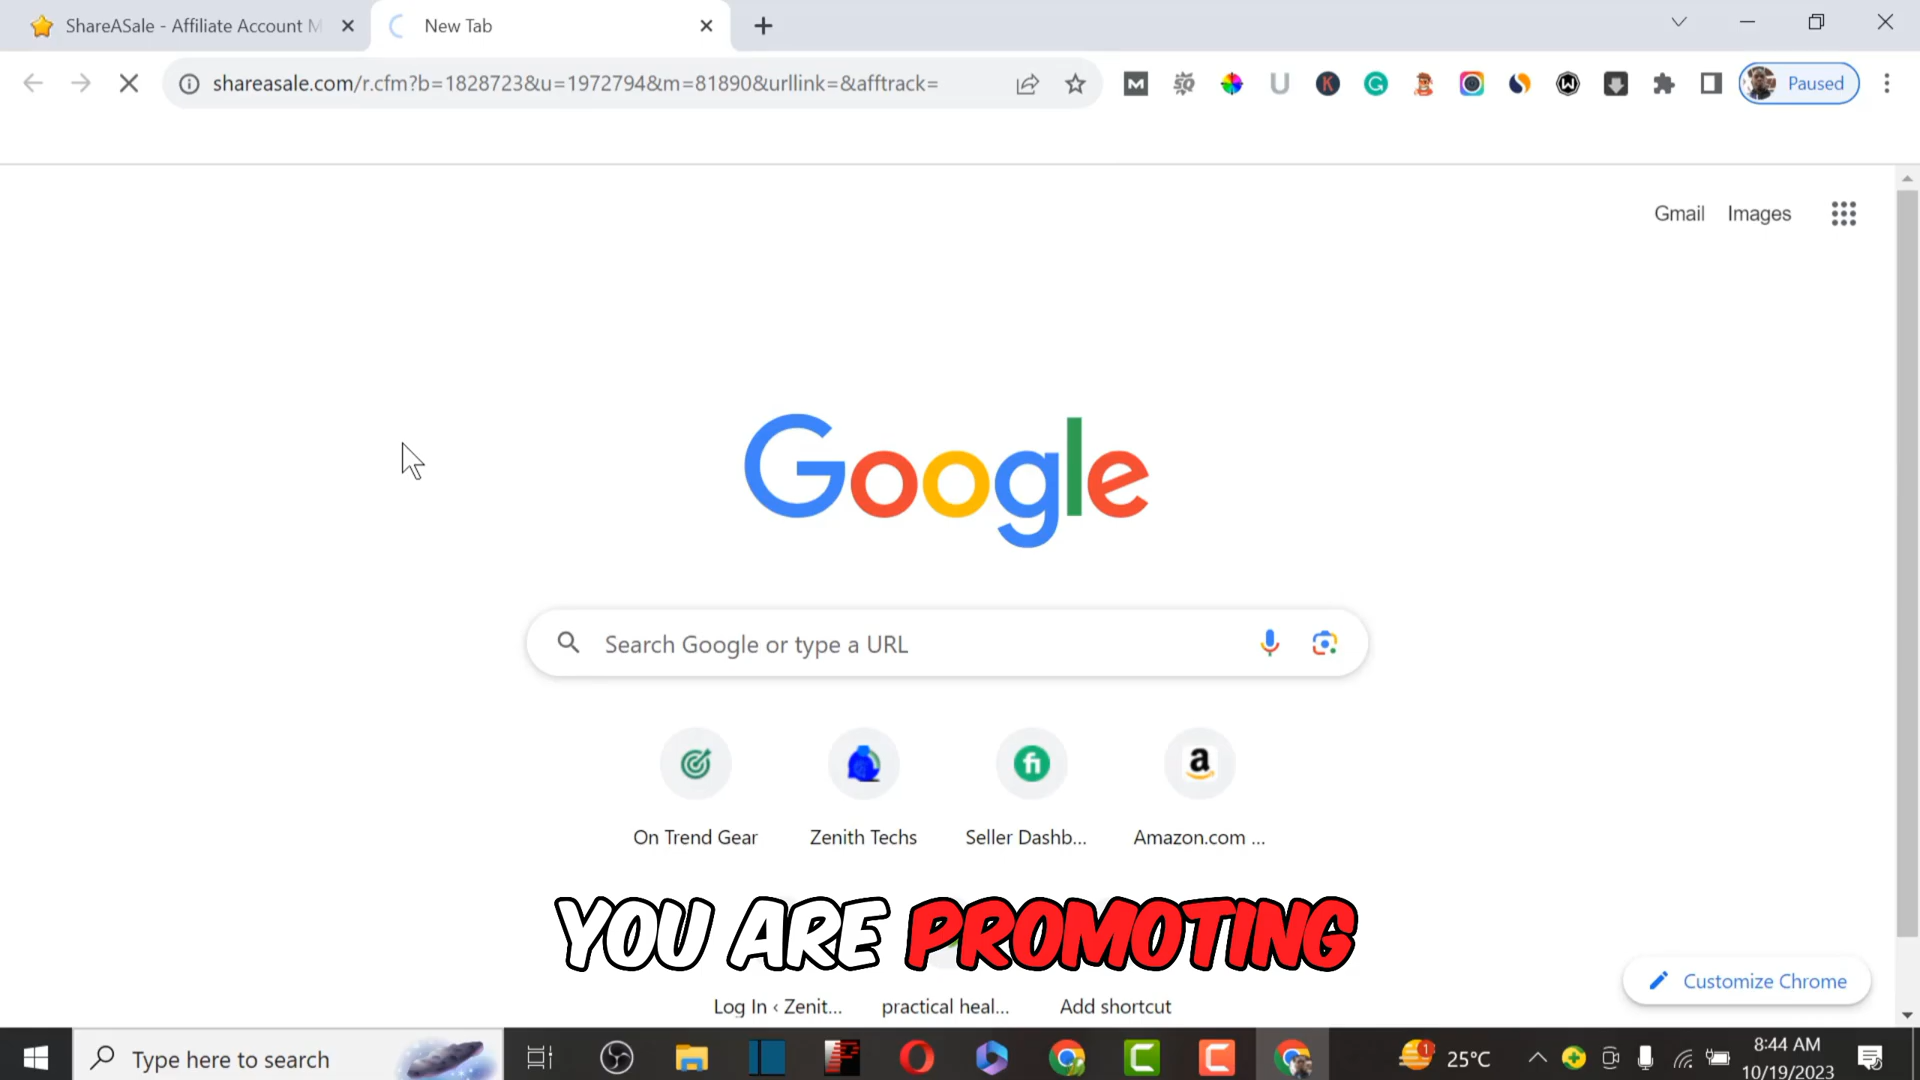 ShareASale - Affiliate Account M
New Tab
shareasale.com/r.cfm?b=1828723&u=1972794&m=81890&urllink=&afftrack=
Paused
Gmail
Images
Google
Search Google or type a URL
On Trend Gear
Zenith Techs
Seller Dashb...
Amazon.com ...
YOU ARE PROMOTING
Log In ‹ Zenit...
practical heal...
Add shortcut
Customize Chrome
Type here to search
25°C
8:44 AM
10/19/2023